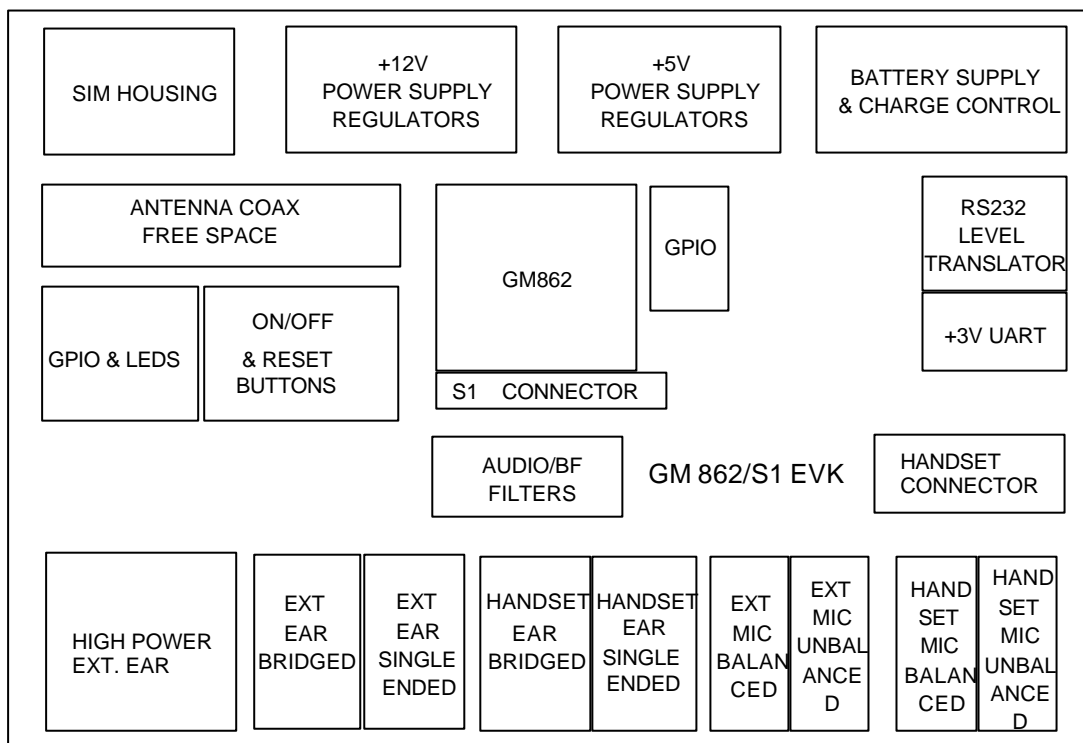 SIM HOUSING
+12V
POWER SUPPLY
REGULATORS
+5V
POWER SUPPLY
REGULATORS
BATTERY SUPPLY
& CHARGE CONTROL
ANTENNA COAX
FREE SPACE
GM862
GPIO
RS232
LEVEL
TRANSLATOR
+3V UART
GPIO & LEDS
ON/OFF
& RESET
BUTTONS
S1 CONNECTOR
AUDIO/BF
FILTERS
GM 862/S1 EVK
HANDSET
CONNECTOR
HIGH POWER
EXT. EAR
EXT
EAR
BRIDGED
EXT
EAR
SINGLE
ENDED
HANDSET
EAR
BRIDGED
HANDSET
EAR
SINGLE
ENDED
EXT
MIC
BALAN
CED
EXT
MIC
UNBAL
ANCE
D
HAND
SET
MIC
BALAN
CED
HAND
SET
MIC
UNBAL
ANCE
D